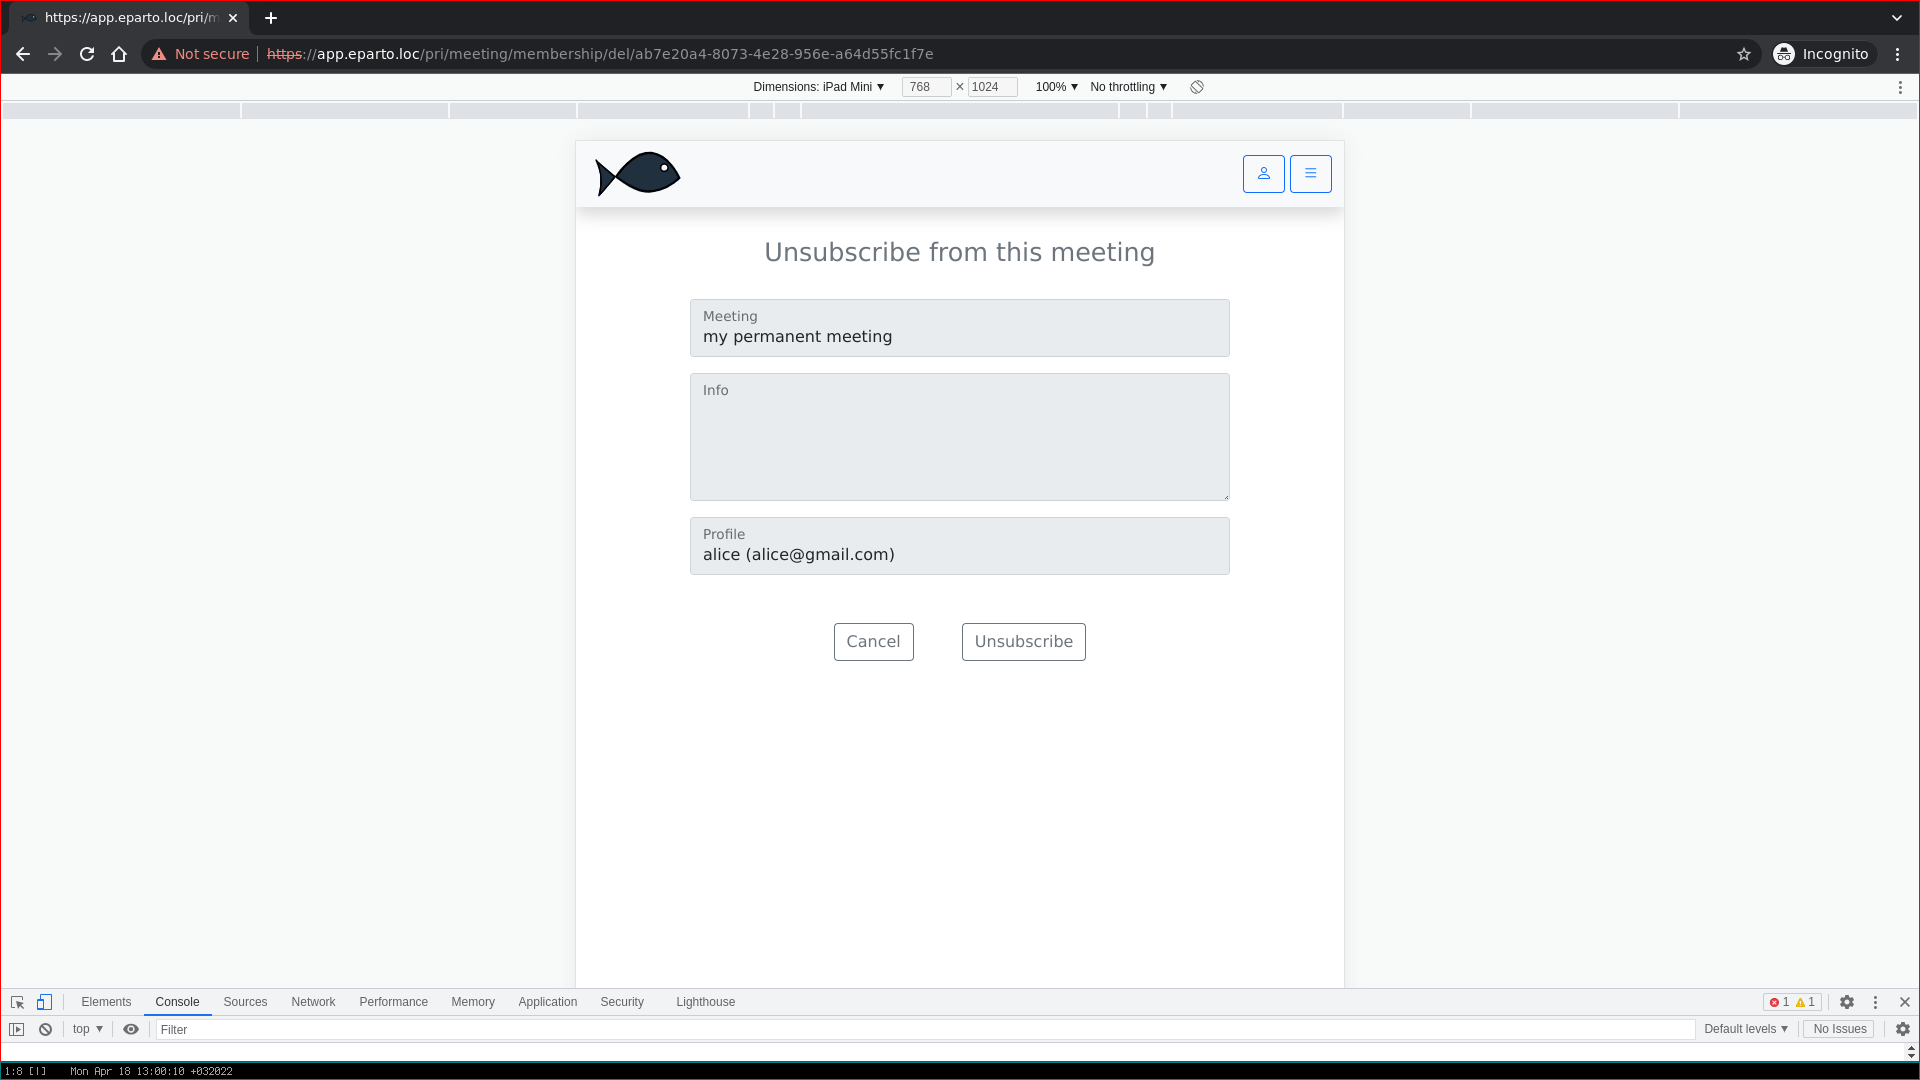 https://app.eparto.loc/pri/m
Not secure https://app.eparto.loc/pri/meeting/membership/del/ab7e20a4-8073-4e28-956e-a64d55fc1f7e Incognito
Dimensions: iPad Mini ▼ 768 × 1024 100% ▼ No throttling ▼
Unsubscribe from this meeting
Meeting
my permanent meeting
Info
Profile
alice (alice@gmail.com)
Cancel Unsubscribe
Elements Console Sources Network Performance Memory Application Security Lighthouse 1 1
top ▼ Filter Default levels ▼ No Issues
1:8 [|] Mon Apr 18 13:00:10 +032022